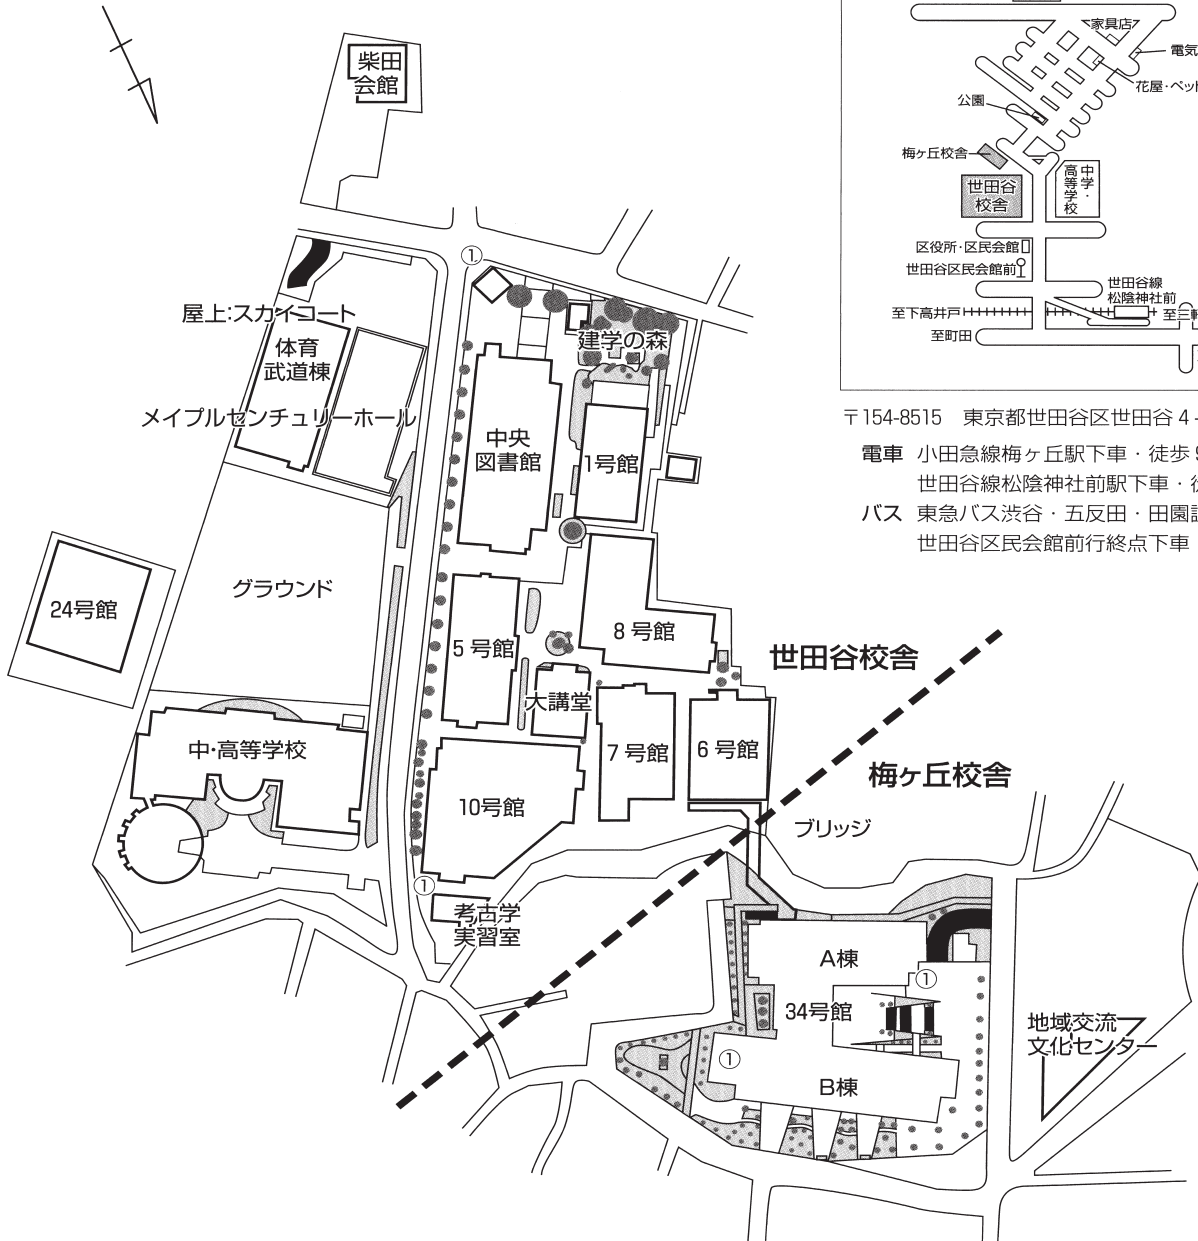 柴田
会館
①
屋上:スカイコート
体育
武道棟
メイプルセンチュリーホール
建学の森
中央
図書館
1号館
グラウンド
24号館
5号館
8号館
大講堂
中・高等学校
7号館
6号館
10号館
①
考古学
実習室
世田谷校舎
梅ヶ丘校舎
ブリッジ
A棟
①
34号館
①
B棟
地域交流
文化センター
家具店
電気
花屋・ペット
公園
梅ヶ丘校舎
世田谷
校舎
中学・
高等学校
区役所・区民会館
世田谷区民会館前
世田谷線
松陰神社前
至下高井戸
至三軒
至町田
〒154-8515 東京都世田谷区世田谷4-
電車 小田急線梅ヶ丘駅下車・徒歩9
世田谷線松陰神社前駅下車・徒
バス 東急バス渋谷・五反田・田園調
世田谷区民会館前行終点下車